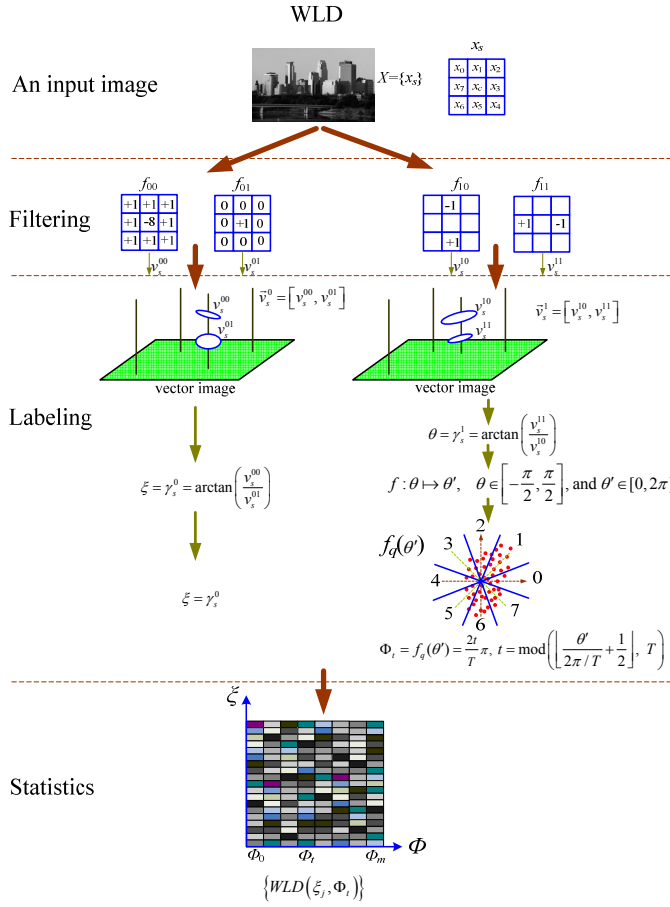 WLD
An input image
X={x_s}
x_s
x_0 x_1 x_2
x_7 x_c x_3
x_6 x_5 x_4
Filtering
f_00
+1 +1 +1
+1 -8 +1
+1 +1 +1
f_01
0 0 0
0 +1 0
0 0 0
f_10
-1
+1
f_11
+1 -1
v_s^00
v_s^01
v_s^10
v_s^11
Labeling
v_s^00
v_s^01
v⃗_s^0 = [v_s^00, v_s^01]
vector image
v_s^10
v_s^11
v⃗_s^1 = [v_s^10, v_s^11]
vector image
ξ = γ_s^0 = arctan(v_s^00 / v_s^01)
ξ = γ_s^0
θ = γ_s^1 = arctan(v_s^11 / v_s^10)
f : θ ↦ θ′, θ ∈ [−π/2, π/2], and θ′ ∈ [0, 2π
f_q(θ′)
2
3 1
4 0
5 7
6
Φ_t = f_q(θ′) = 2t/T π, t = mod(⌊θ′/(2π/T) + 1/2⌋, T)
Statistics
ξ
Φ_0 Φ_t Φ_m Φ
{WLD(ξ_j, Φ_t)}